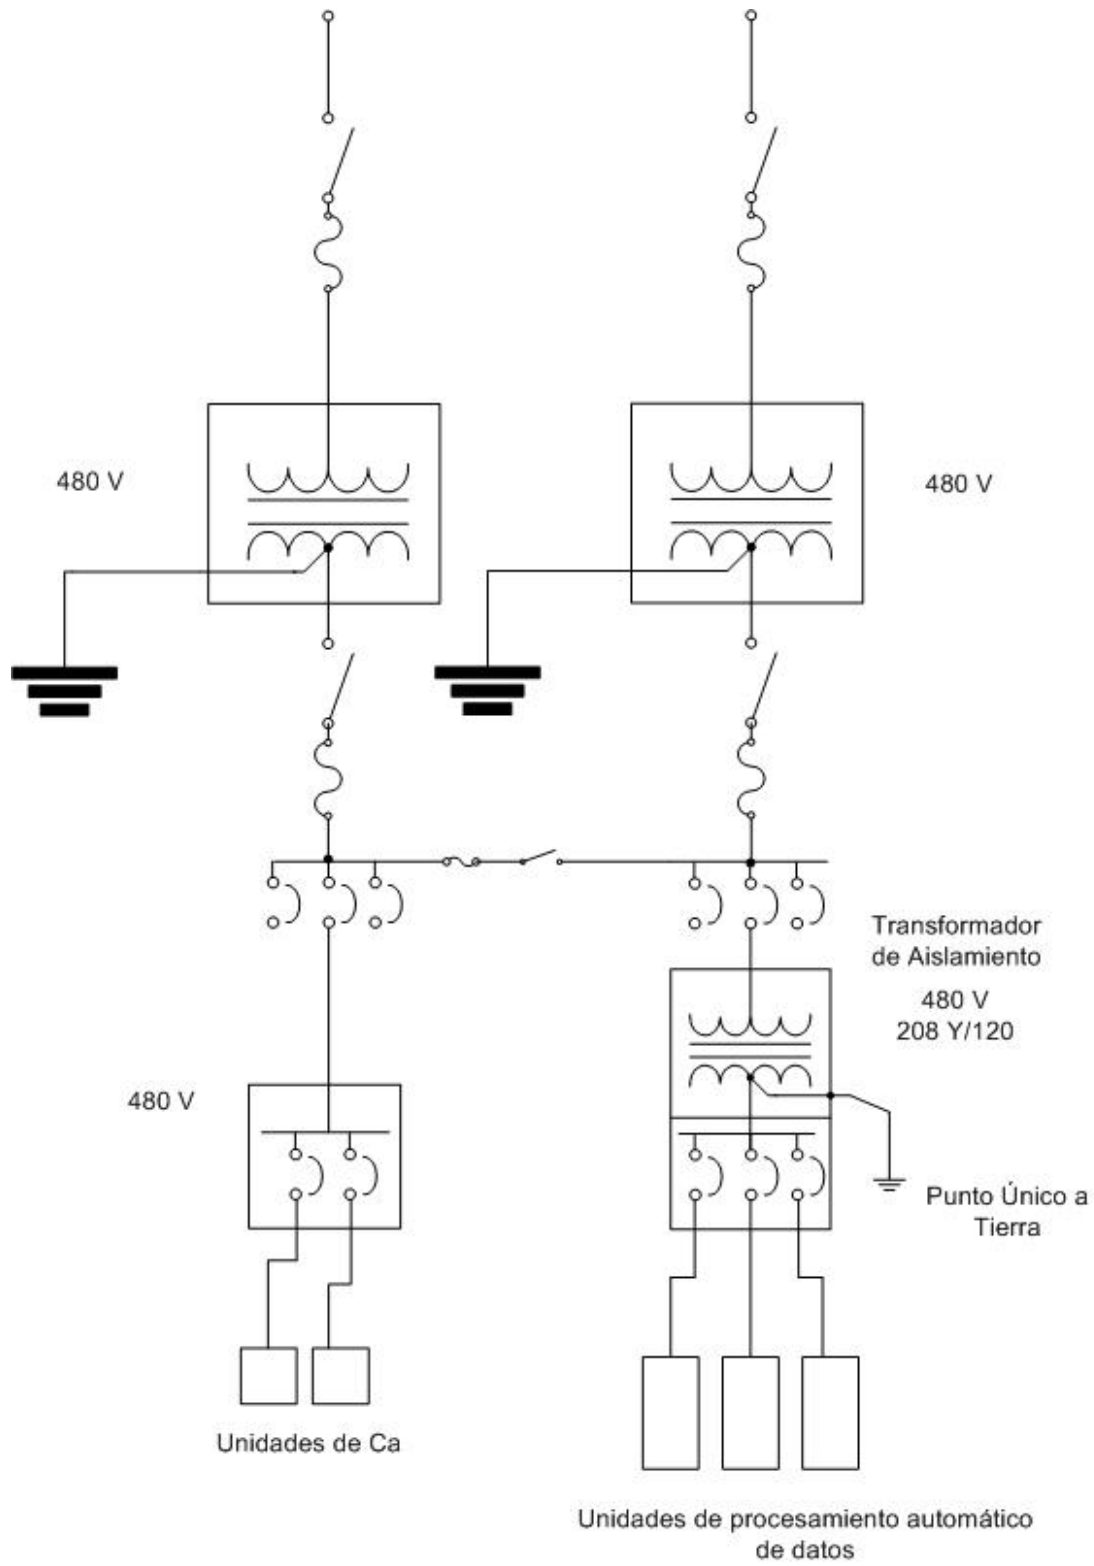 480 V
480 V
Transformador
de Aislamiento
480 V
208 Y/120
480 V
Punto Único a
Tierra
Unidades de Ca
Unidades de procesamiento automático
de datos